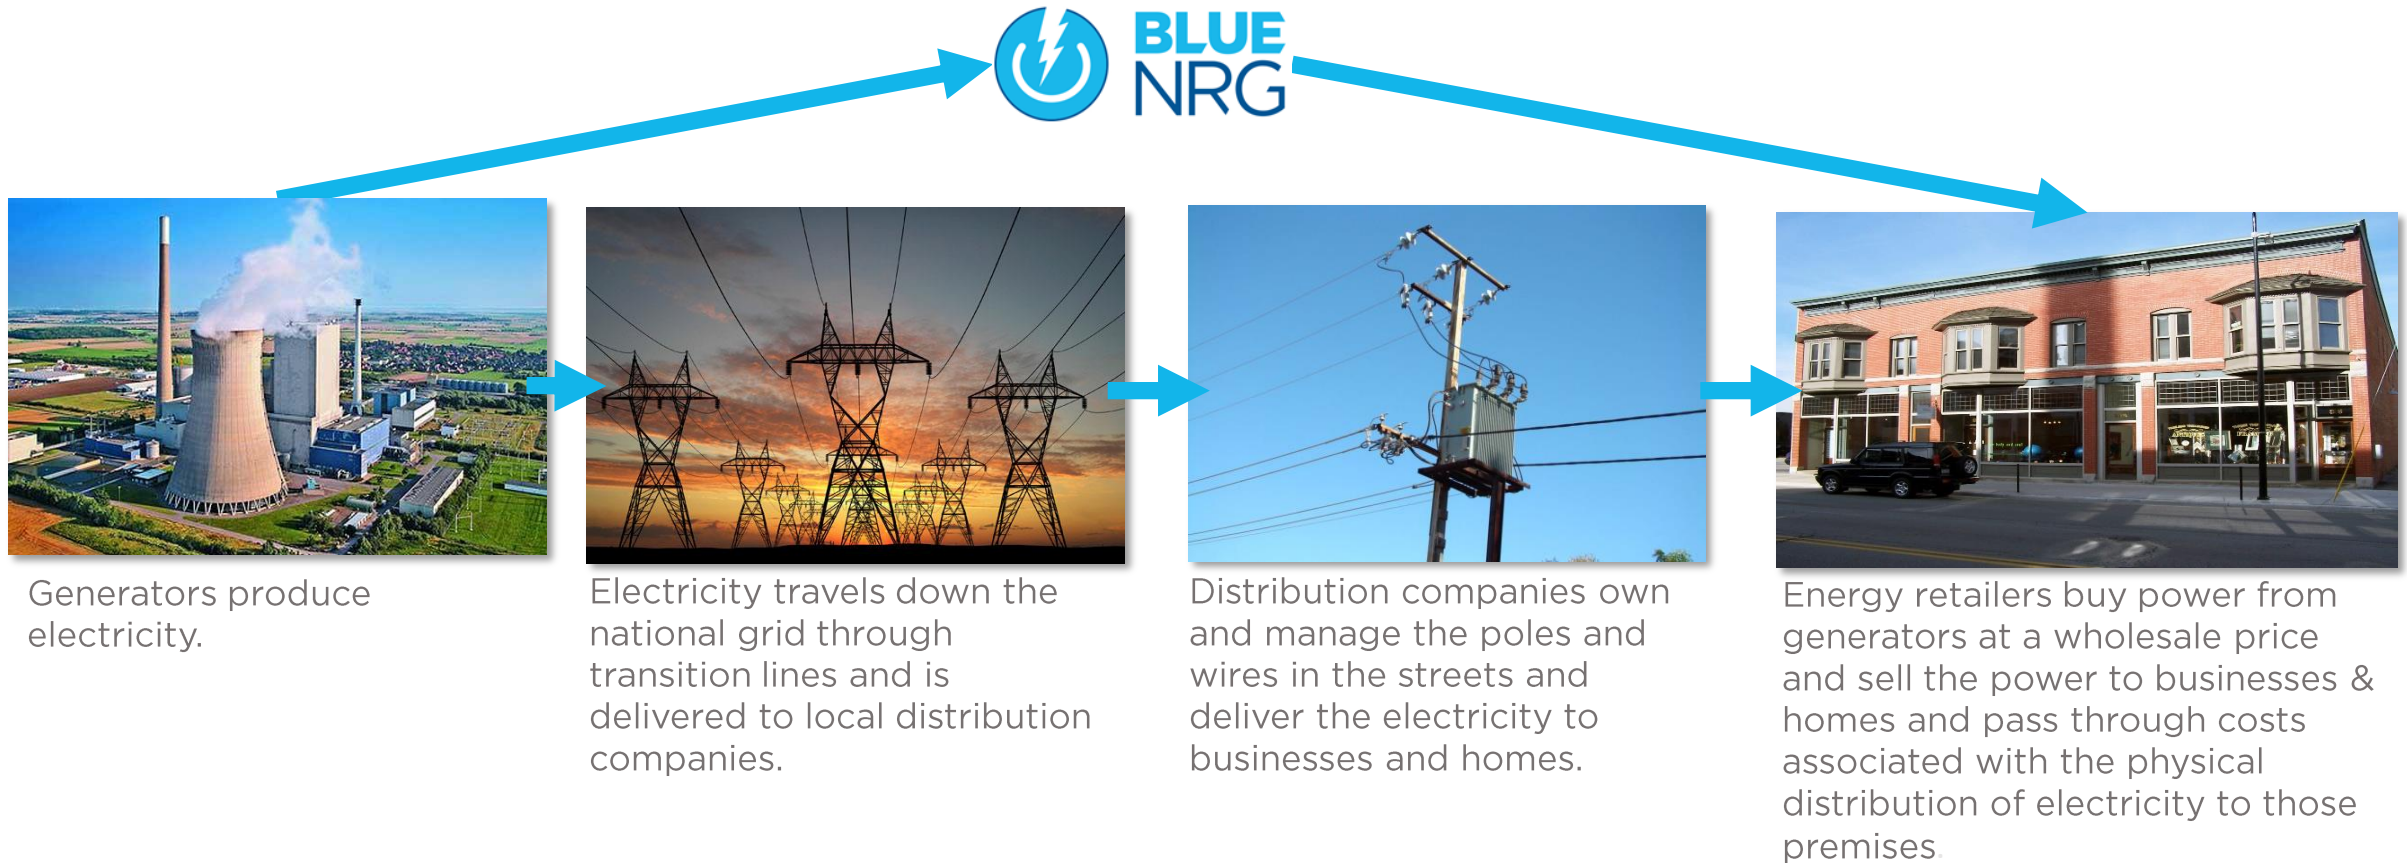 BLUE
NRG
Generators produce
electricity.
Electricity travels down the
national grid through
transition lines and is
delivered to local distribution
companies.
Distribution companies own
and manage the poles and
wires in the streets and
deliver the electricity to
businesses and homes.
Energy retailers buy power from
generators at a wholesale price
and sell the power to businesses &
homes and pass through costs
associated with the physical
distribution of electricity to those
premises.